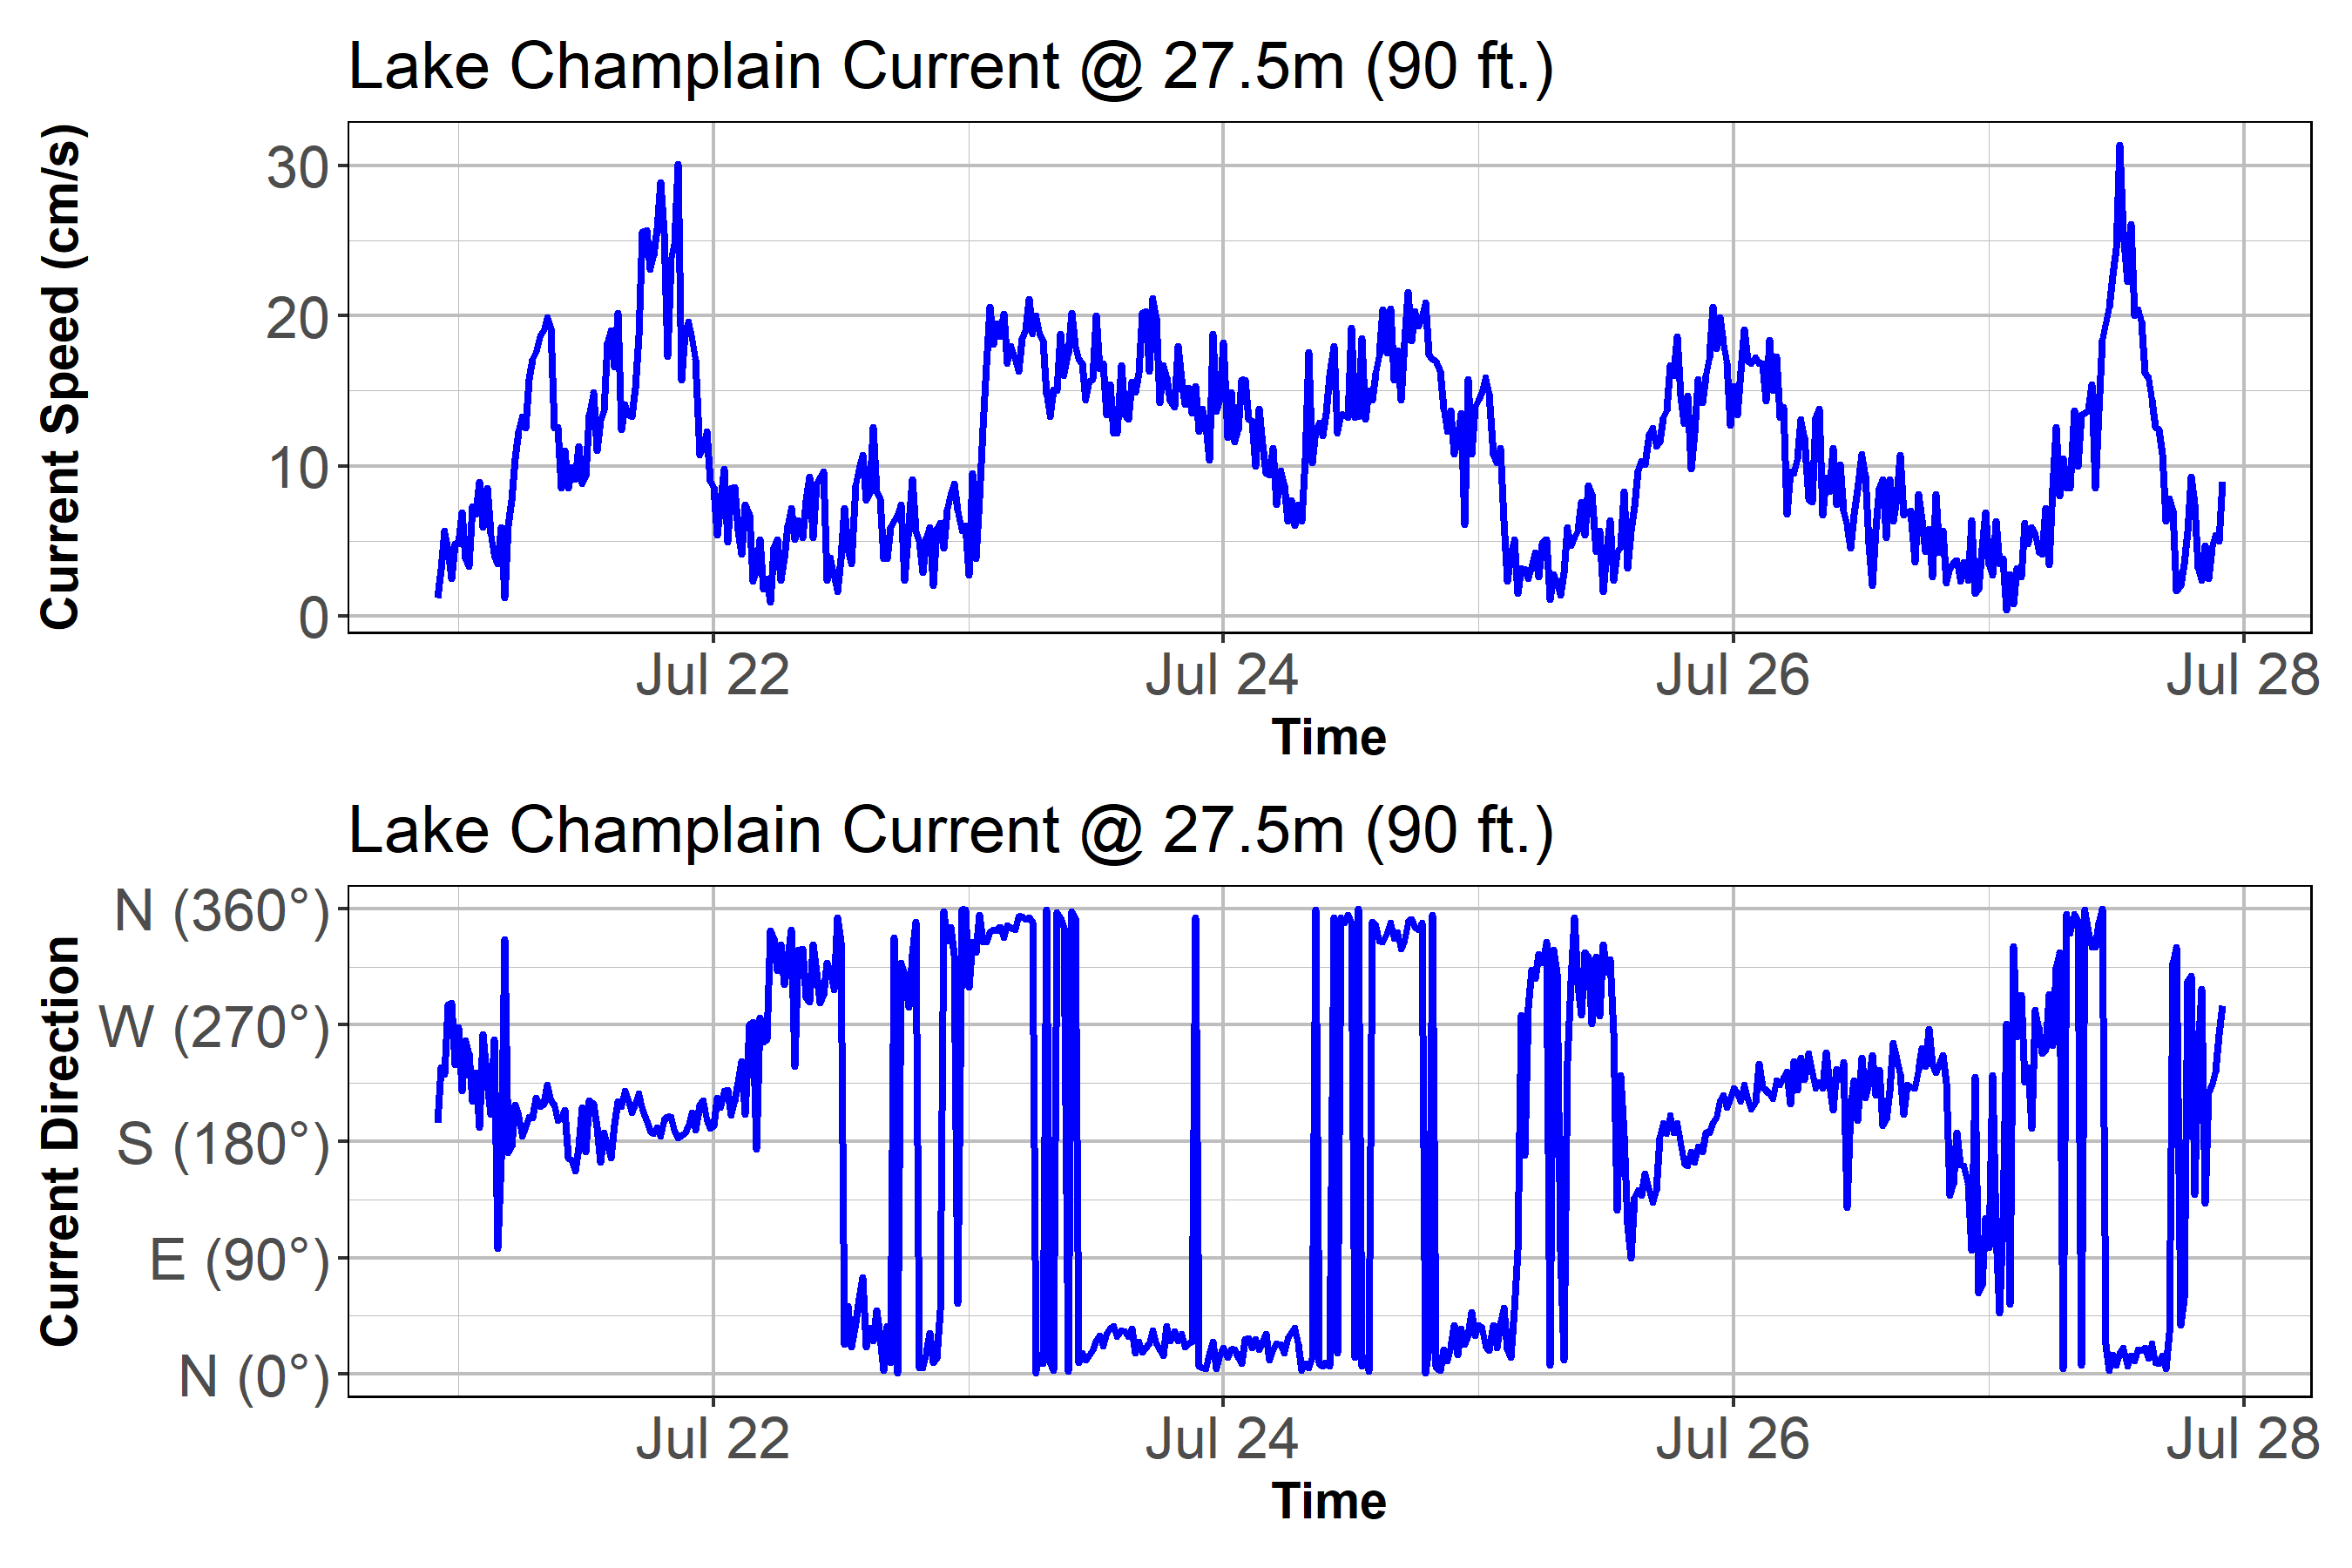 Lake Champlain Current @ 27.5m (90 ft.)
Current Speed (cm/s)
30
20
10
0
Jul 22 Jul 24 Jul 26 Jul 28
Time
Lake Champlain Current @ 27.5m (90 ft.)
Current Direction
N (360°)
W (270°)
S (180°)
E (90°)
N (0°)
Jul 22 Jul 24 Jul 26 Jul 28
Time